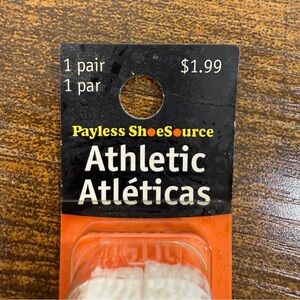 1 pair $1.99
1 par
Payless ShoeSource
Athletic
Atléticas